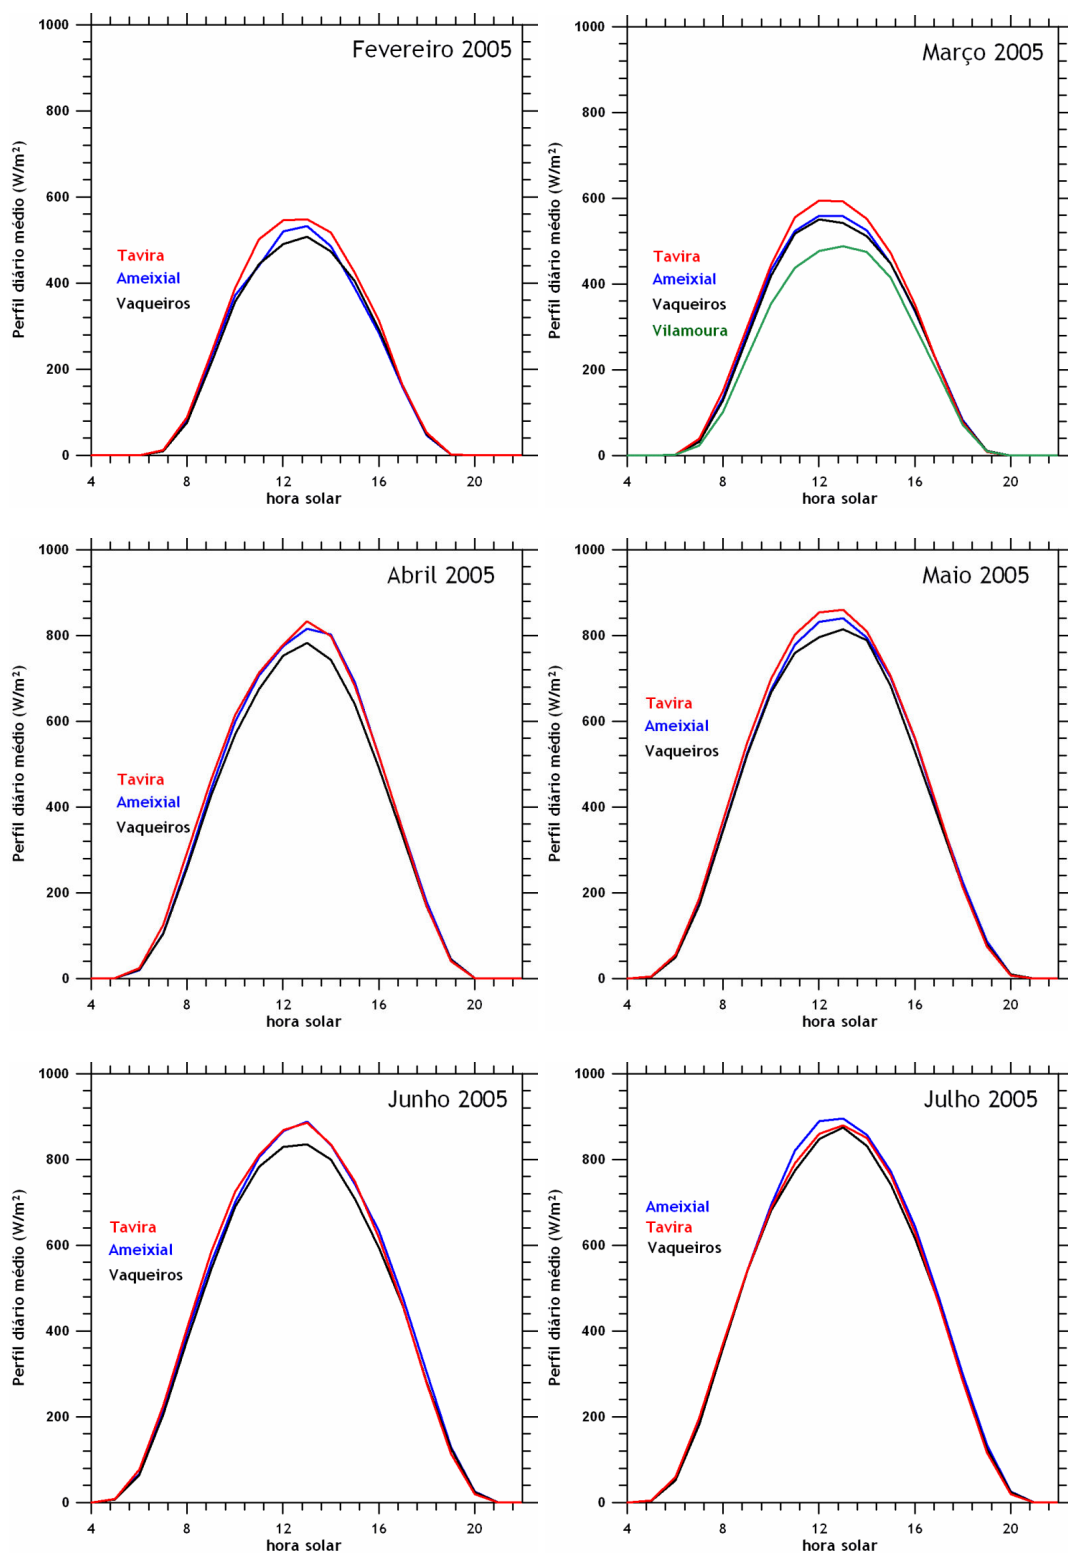 Fevereiro 2005
Perfil diário médio (W/m²)
1000
800
600
400
200
0
Tavira
Ameixial
Vaqueiros
4 8 12 16 20
hora solar
Março 2005
Perfil diário médio (W/m²)
1000
800
600
400
200
0
Tavira
Ameixial
Vaqueiros
Vilamoura
4 8 12 16 20
hora solar
Abril 2005
Perfil diário médio (W/m²)
1000
800
600
400
200
0
Tavira
Ameixial
Vaqueiros
4 8 12 16 20
hora solar
Maio 2005
Perfil diário médio (W/m²)
1000
800
600
400
200
0
Tavira
Ameixial
Vaqueiros
4 8 12 16 20
hora solar
Junho 2005
Perfil diário médio (W/m²)
1000
800
600
400
200
0
Tavira
Ameixial
Vaqueiros
4 8 12 16 20
hora solar
Julho 2005
Perfil diário médio (W/m²)
1000
800
600
400
200
0
Ameixial
Tavira
Vaqueiros
4 8 12 16 20
hora solar